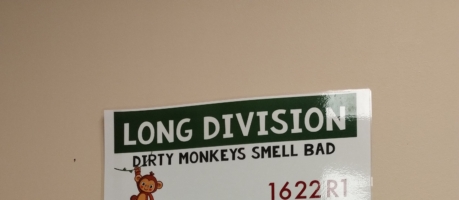 LONG DIVISION
DIRTY MONKEYS SMELL BAD
1622 R1